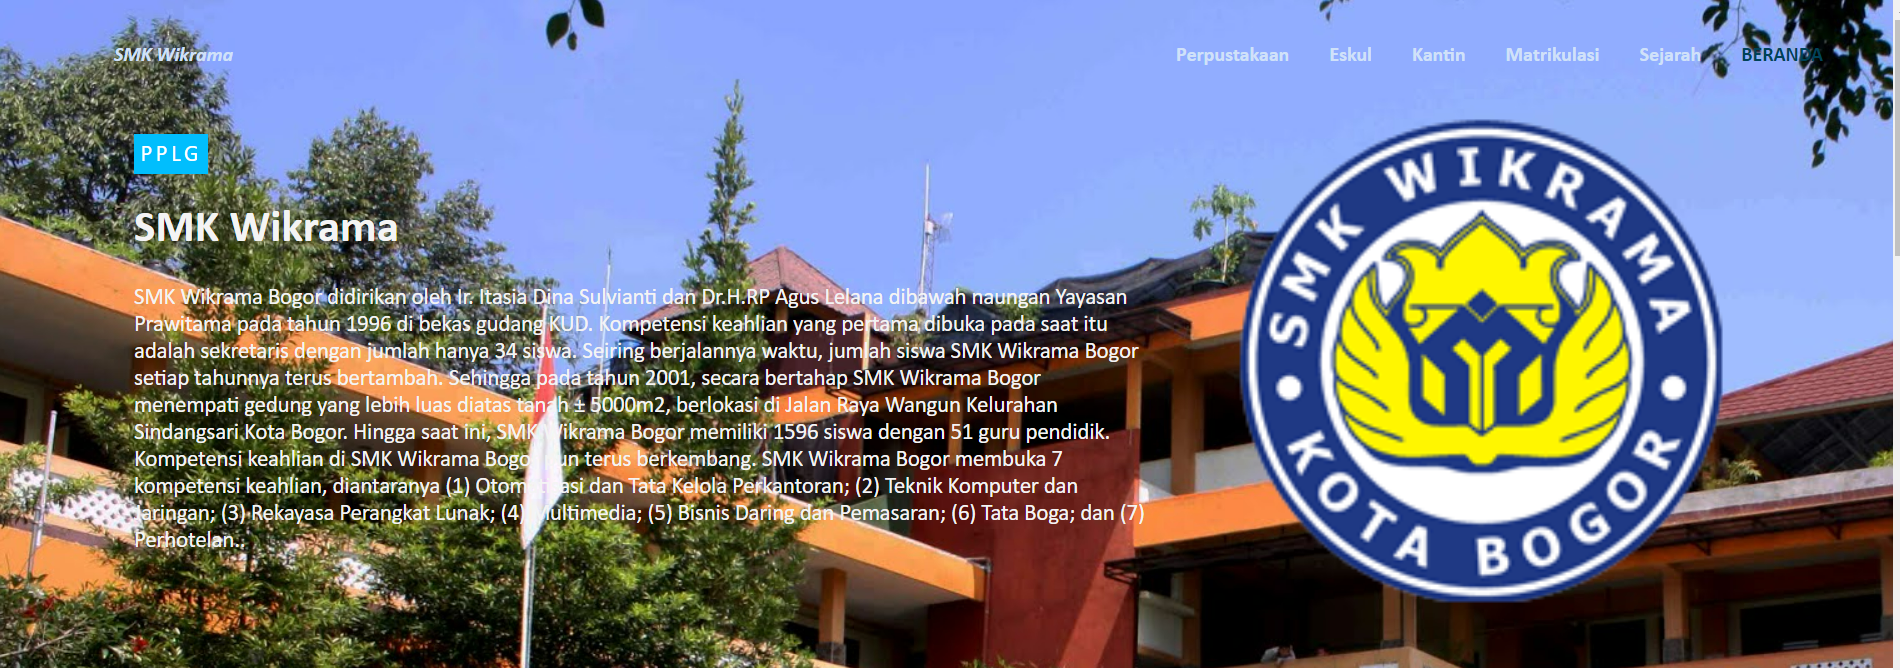 SMK Wikrama
Perpustakaan Eskul Kantin Matrikulasi Sejarah BERANDA
PPLG
SMK Wikrama
SMK Wikrama Bogor didirikan oleh Ir. Itasia Dina Sulvianti dan Dr.H.RP Agus Lelana dibawah naungan Yayasan
Prawitama pada tahun 1996 di bekas gudang KUD. Kompetensi keahlian yang pertama dibuka pada saat itu
adalah sekretaris dengan jumlah hanya 34 siswa. Seiring berjalannya waktu, jumlah siswa SMK Wikrama Bogor
setiap tahunnya terus bertambah. Sehingga pada tahun 2001, secara bertahap SMK Wikrama Bogor
menempati gedung yang lebih luas diatas tanah ± 5000m2, berlokasi di Jalan Raya Wangun Kelurahan
Sindangsari Kota Bogor. Hingga saat ini, SMK Wikrama Bogor memiliki 1596 siswa dengan 51 guru pendidik.
Kompetensi keahlian di SMK Wikrama Bogor pun terus berkembang. SMK Wikrama Bogor membuka 7
kompetensi keahlian, diantaranya (1) Otomatisasi dan Tata Kelola Perkantoran; (2) Teknik Komputer dan
Jaringan; (3) Rekayasa Perangkat Lunak; (4) Multimedia; (5) Bisnis Daring dan Pemasaran; (6) Tata Boga; dan (7)
Perhotelan..
SMK WIKRAMA
KOTA BOGOR